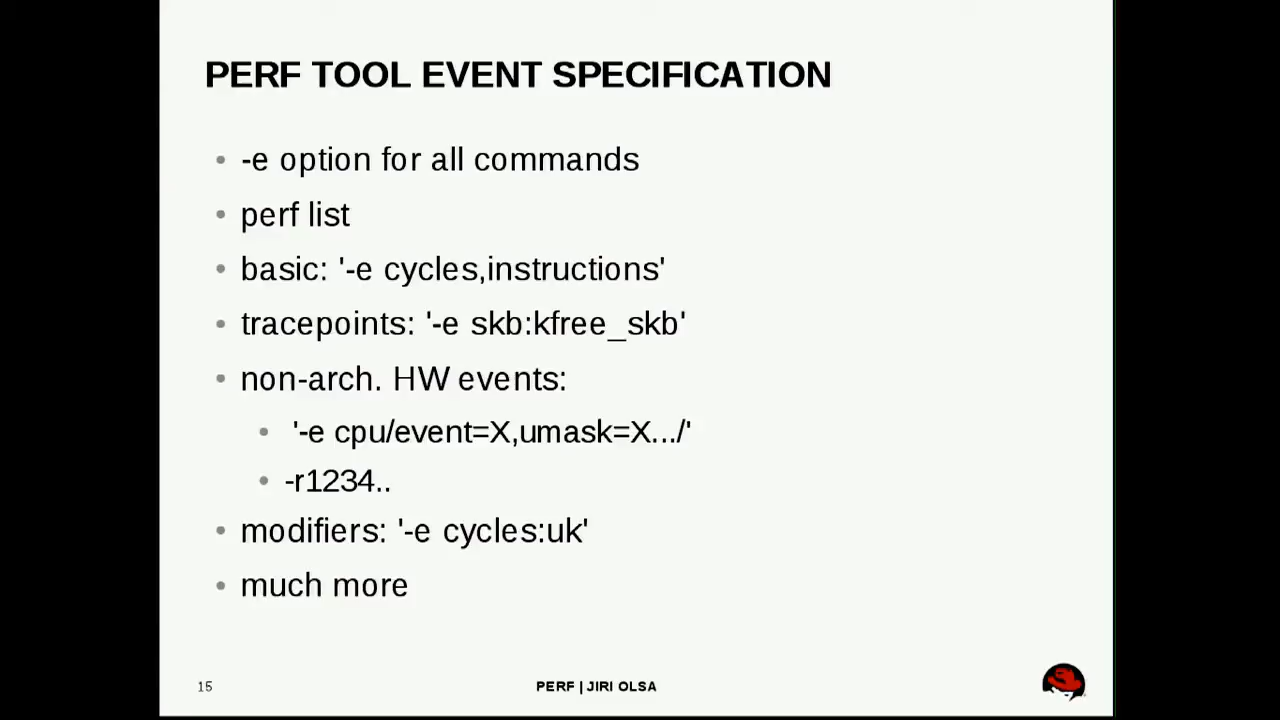 PERF TOOL EVENT SPECIFICATION
• -e option for all commands
• perf list
• basic: '-e cycles,instructions'
• tracepoints: '-e skb:kfree_skb'
• non-arch. HW events:
• '-e cpu/event=X,umask=X.../'
• -r1234..
• modifiers: '-e cycles:uk'
• much more
15
PERF | JIRI OLSA